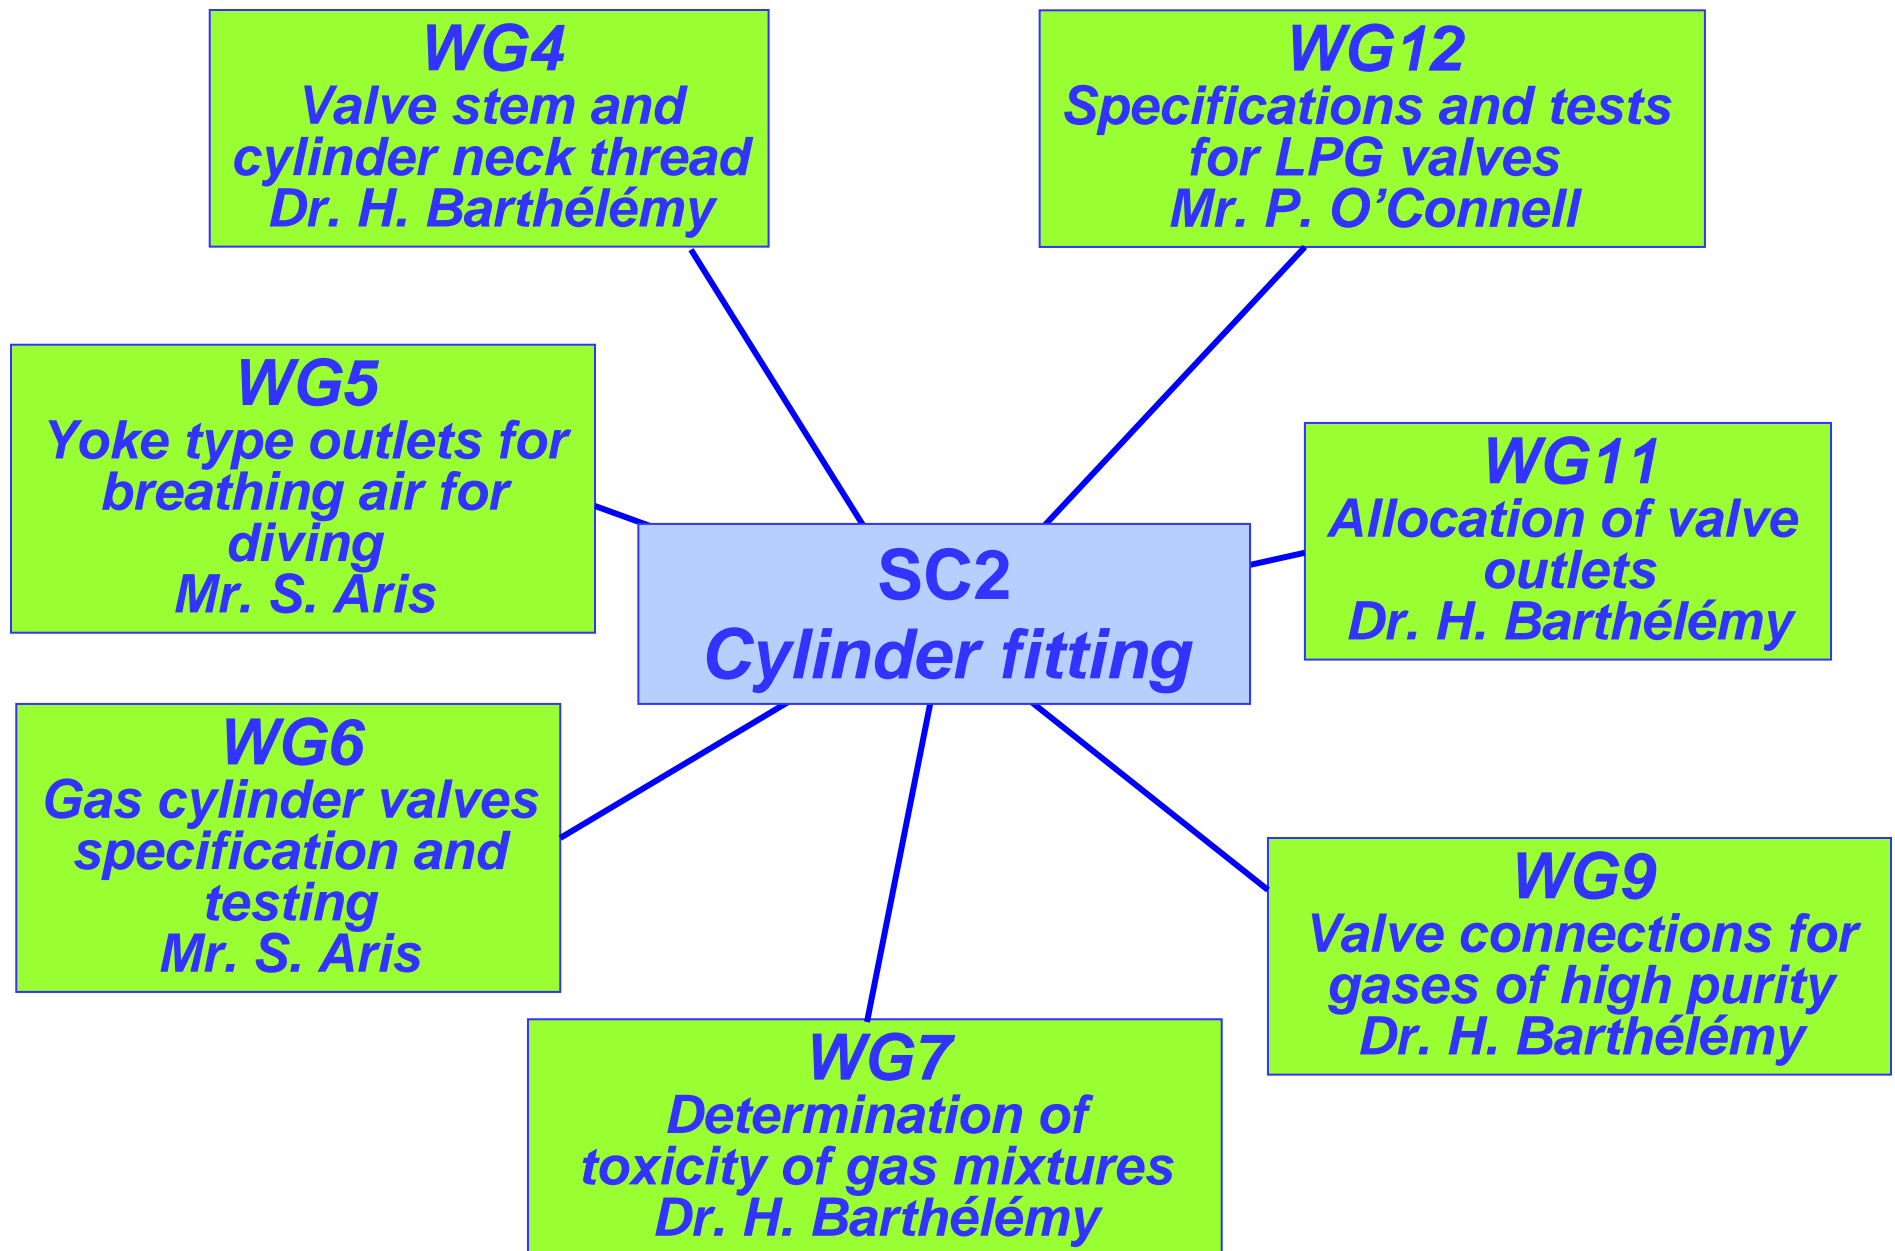 WG4
Valve stem and
cylinder neck thread
Dr. H. Barthélémy
WG12
Specifications and tests
for LPG valves
Mr. P. O’Connell
WG5
Yoke type outlets for
breathing air for
diving
Mr. S. Aris
WG11
Allocation of valve
outlets
Dr. H. Barthélémy
SC2
Cylinder fitting
WG6
Gas cylinder valves
specification and
testing
Mr. S. Aris
WG9
Valve connections for
gases of high purity
Dr. H. Barthélémy
WG7
Determination of
toxicity of gas mixtures
Dr. H. Barthélémy